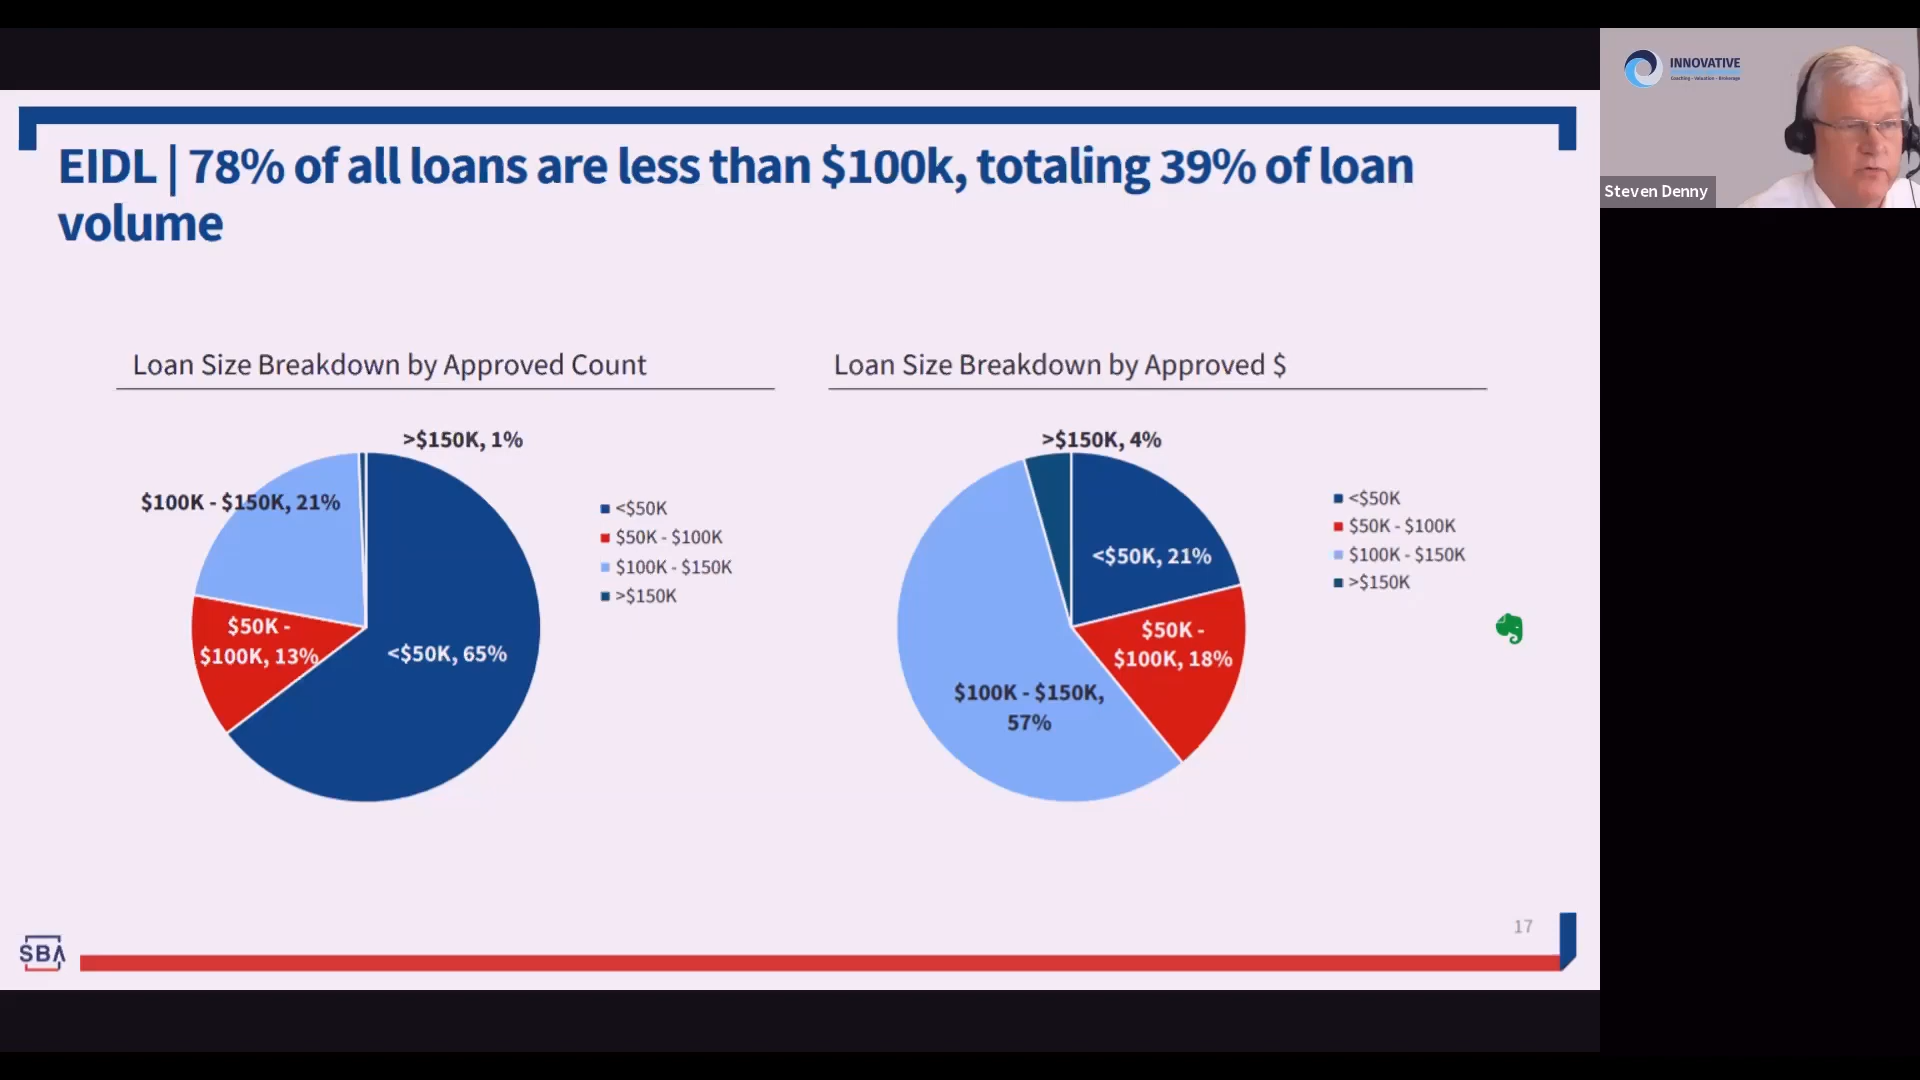 EIDL | 78% of all loans are less than $100k, totaling 39% of loan
volume
Loan Size Breakdown by Approved Count
>$150K, 1%
$100K - $150K, 21%
$50K -
$100K, 13%
<$50K, 65%
<$50K
$50K - $100K
$100K - $150K
>$150K
Loan Size Breakdown by Approved $
>$150K, 4%
<$50K, 21%
$50K -
$100K, 18%
$100K - $150K,
57%
<$50K
$50K - $100K
$100K - $150K
>$150K
17
SBA
INNOVATIVE
Coaching - Valuation - Brokerage
Steven Denny